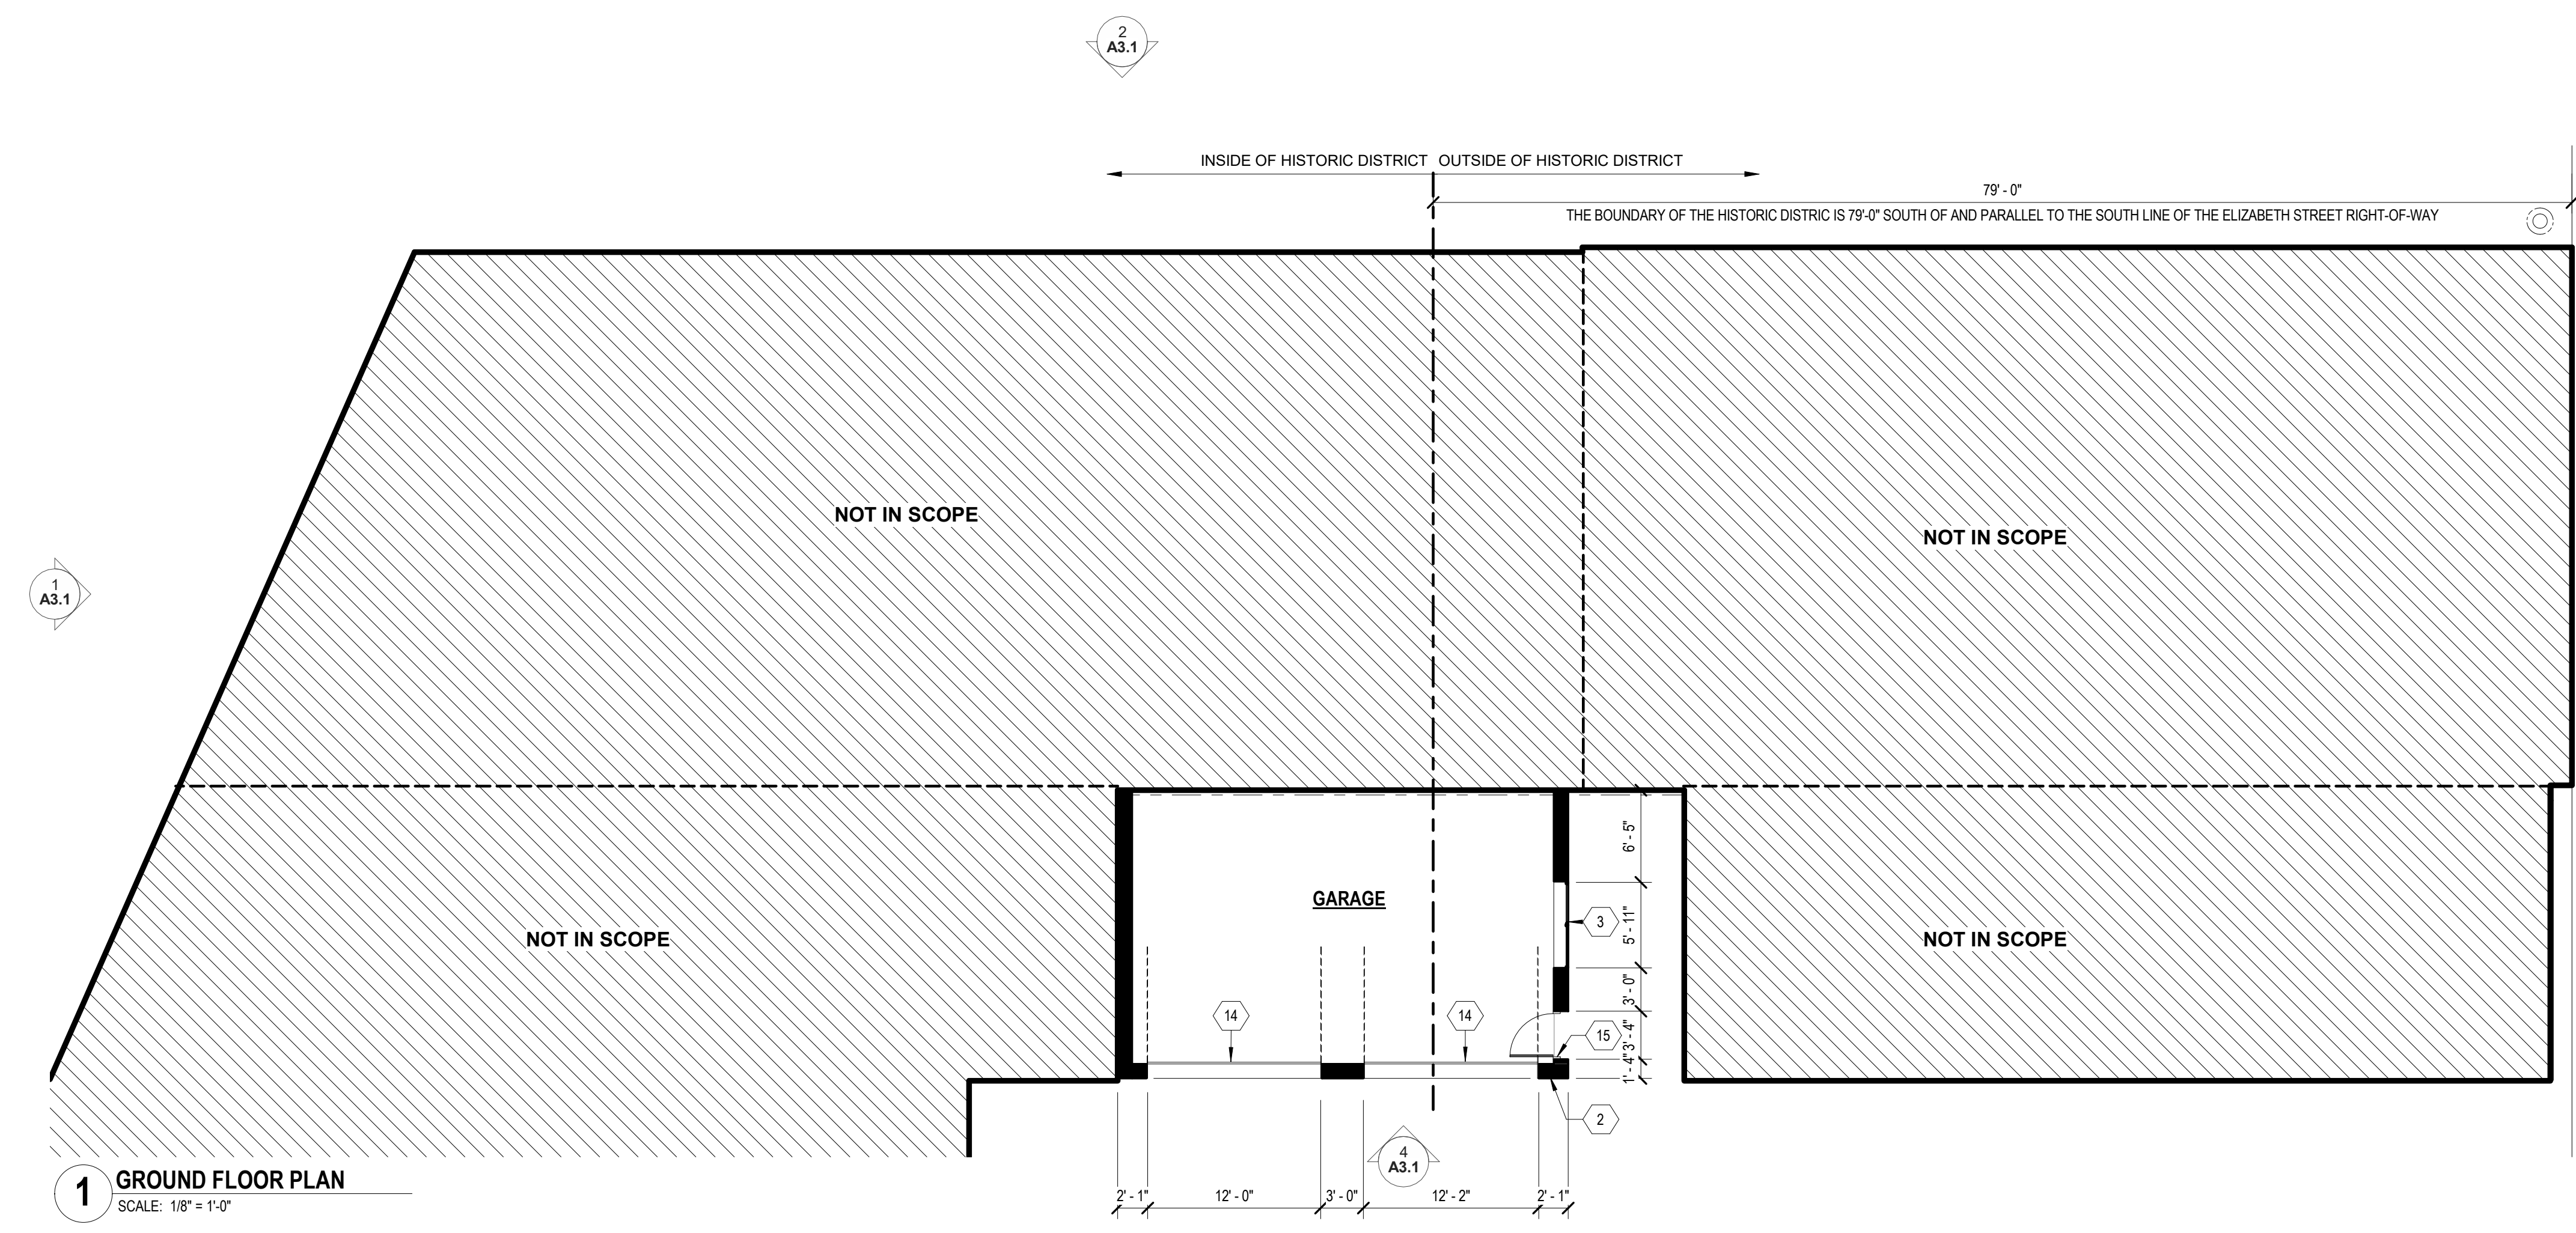 2
A3.1
INSIDE OF HISTORIC DISTRICT OUTSIDE OF HISTORIC DISTRICT
79' - 0"
THE BOUNDARY OF THE HISTORIC DISTRIC IS 79'-0" SOUTH OF AND PARALLEL TO THE SOUTH LINE OF THE ELIZABETH STREET RIGHT-OF-WAY
NOT IN SCOPE
NOT IN SCOPE
1
A3.1
6' - 5"
GARAGE
3
5' - 11"
NOT IN SCOPE
NOT IN SCOPE
3' - 0"
14
14
15
3' - 4"
1' - 4"
2
4
A3.1
1
GROUND FLOOR PLAN
SCALE: 1/8" = 1'-0"
2' - 1"
12' - 0"
3' - 0"
12' - 2"
2' - 1"